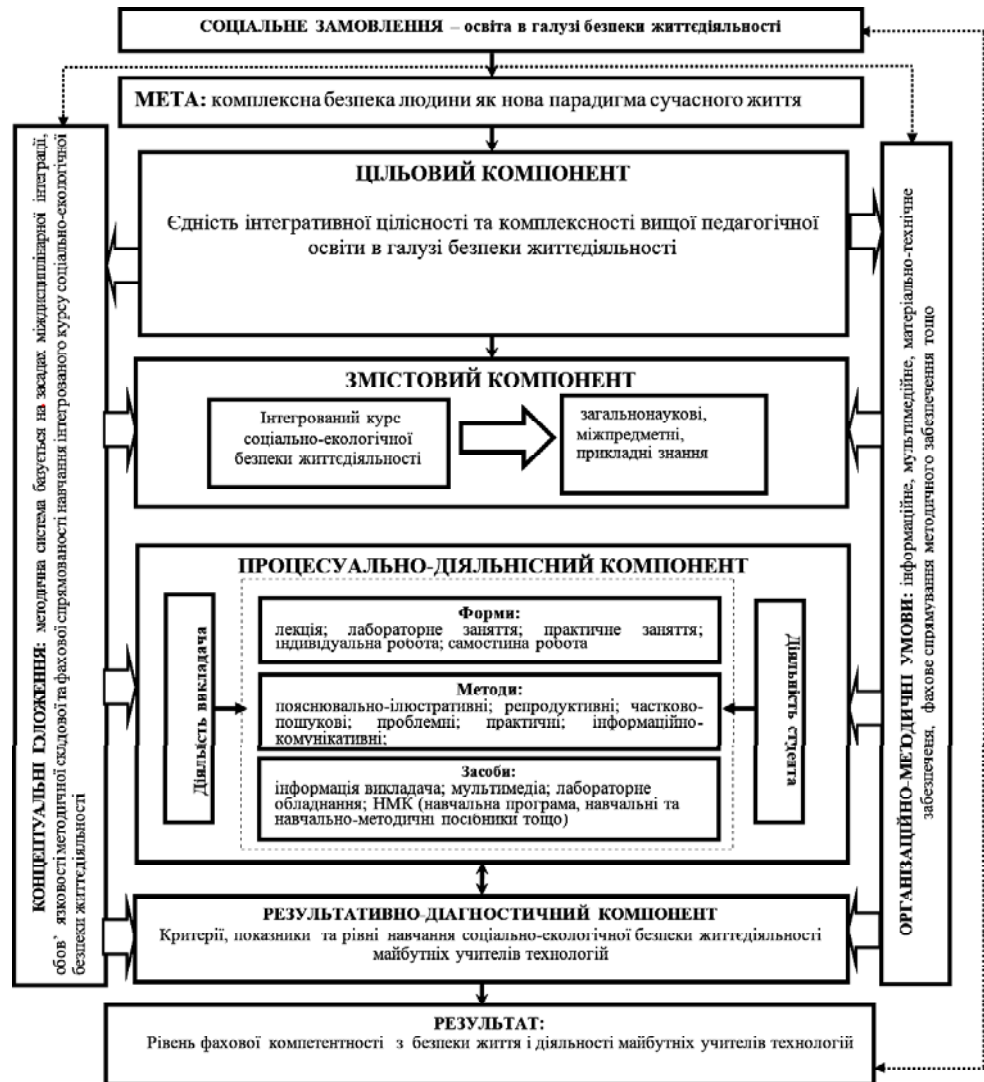 СОЦІАЛЬНЕ ЗАМОВЛЕННЯ – освіта в галузі безпеки життєдіяльності
МЕТА: комплексна безпека людини як нова парадигма сучасного життя
КОНЦЕПТУАЛЬНІ ПОЛОЖЕННЯ: методична система базується на засадах міждисциплінарної інтеграції,
обов’ язковості методичної складової та фахової спрямованості навчання інтегрованого курсу соціально-екологічної
безпеки життєдіяльності
ЦІЛЬОВИЙ КОМПОНЕНТ
Єдність інтегративної цілісності та комплексності вищої педагогічної
освіти в галузі безпеки життєдіяльності
ЗМІСТОВИЙ КОМПОНЕНТ
Інтегрований курс
соціально-екологічної
безпеки життєдіяльності
загальнонаукові,
міжпредметні,
прикладні знання
ПРОЦЕСУАЛЬНО-ДІЯЛЬНІСНИЙ КОМПОНЕНТ
Діяльність викладача
Форми:
лекція; лабораторне заняття; практичне заняття;
індивідуальна робота; самостійна робота
Методи:
пояснювально-ілюстративні; репродуктивні; частково-
пошукові; проблемні; практичні; інформаційно-
комунікативні;
Засоби:
інформація викладача; мультимедіа; лабораторне
обладнання; НМК (навчальна програма, навчальні та
навчально-методичні посібники тощо)
Діяльність студента
РЕЗУЛЬТАТИВНО-ДІАГНОСТИЧНИЙ КОМПОНЕНТ
Критерії, показники та рівні навчання соціально-екологічної безпеки життєдіяльності
майбутніх учителів технологій
РЕЗУЛЬТАТ:
Рівень фахової компетентності з безпеки життя і діяльності майбутніх учителів технологій
ОРГАНІЗАЦІЙНО-МЕТОДИЧНІ УМОВИ: інформаційне, мультимедійне, матеріально-технічне
забезпеченя, фахове спрямування методичного забезпечення тощо